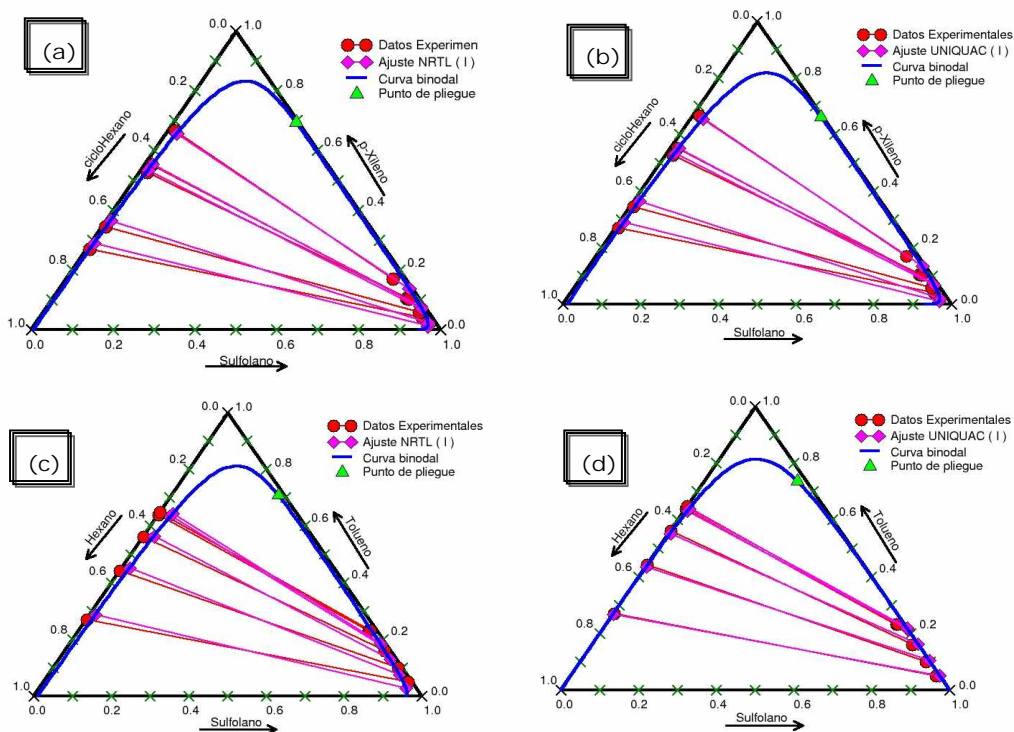 (a)
Datos Experimen
Ajuste NRTL ( I )
Curva binodal
Punto de pliegue
0.0 1.0
0.2 0.8
0.4 0.6
0.6 0.4
0.8 0.2
1.0 0.0
0.0 0.2 0.4 0.6 0.8 1.0
cicloHexano
p-Xileno
Sulfolano
(b)
Datos Experimentales
Ajuste UNIQUAC ( I )
Curva binodal
Punto de pliegue
0.0 1.0
0.2 0.8
0.4 0.6
0.6 0.4
0.8 0.2
1.0 0.0
0.0 0.2 0.4 0.6 0.8 1.0
cicloHexano
p-Xileno
Sulfolano
(c)
Datos Experimentales
Ajuste NRTL ( I )
Curva binodal
Punto de pliegue
0.0 1.0
0.2 0.8
0.4 0.6
0.6 0.4
0.8 0.2
1.0 0.0
0.0 0.2 0.4 0.6 0.8 1.0
Hexano
Tolueno
Sulfolano
(d)
Datos Experimentales
Ajuste UNIQUAC ( I )
Curva binodal
Punto de pliegue
0.0 1.0
0.2 0.8
0.4 0.6
0.6 0.4
0.8 0.2
1.0 0.0
0.0 0.2 0.4 0.6 0.8 1.0
Hexano
Tolueno
Sulfolano